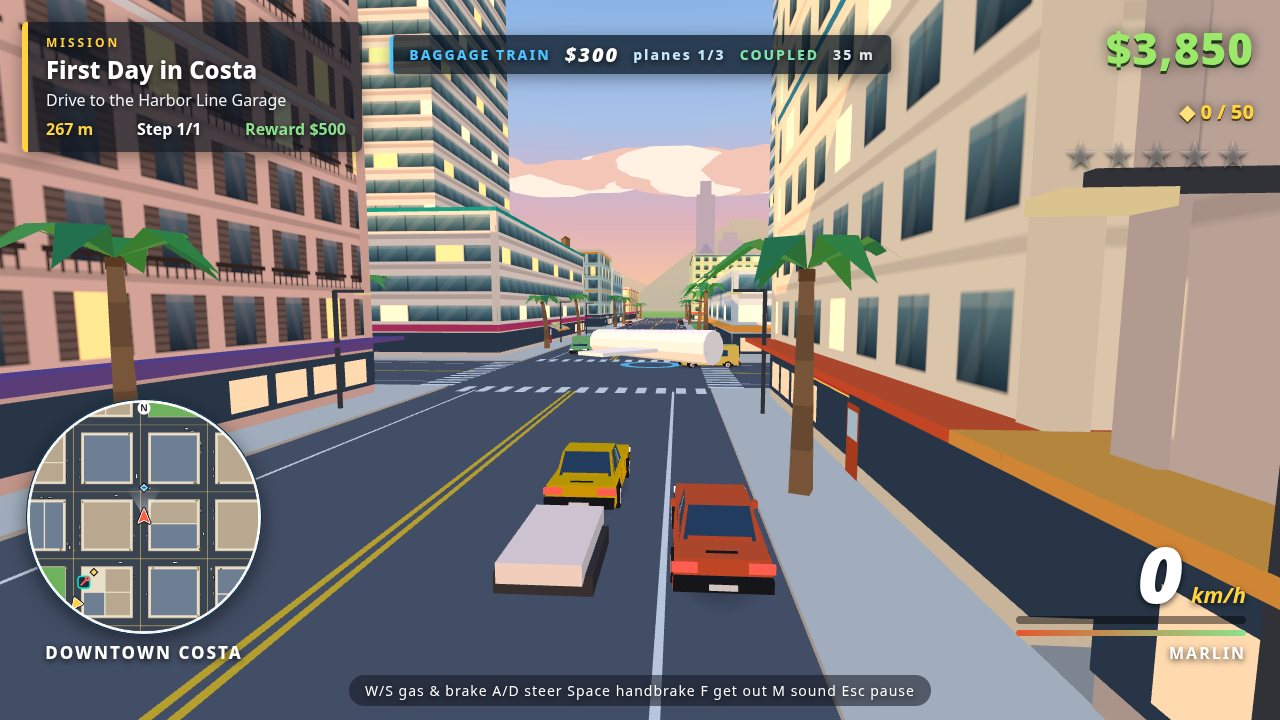 MISSION
First Day in Costa
Drive to the Harbor Line Garage
267 m Step 1/1 Reward $500
BAGGAGE TRAIN $300 planes 1/3 COUPLED 35 m
$3,850
0 / 50
N
DOWNTOWN COSTA
0 km/h
MARLIN
W/S gas & brake A/D steer Space handbrake F get out M sound Esc pause